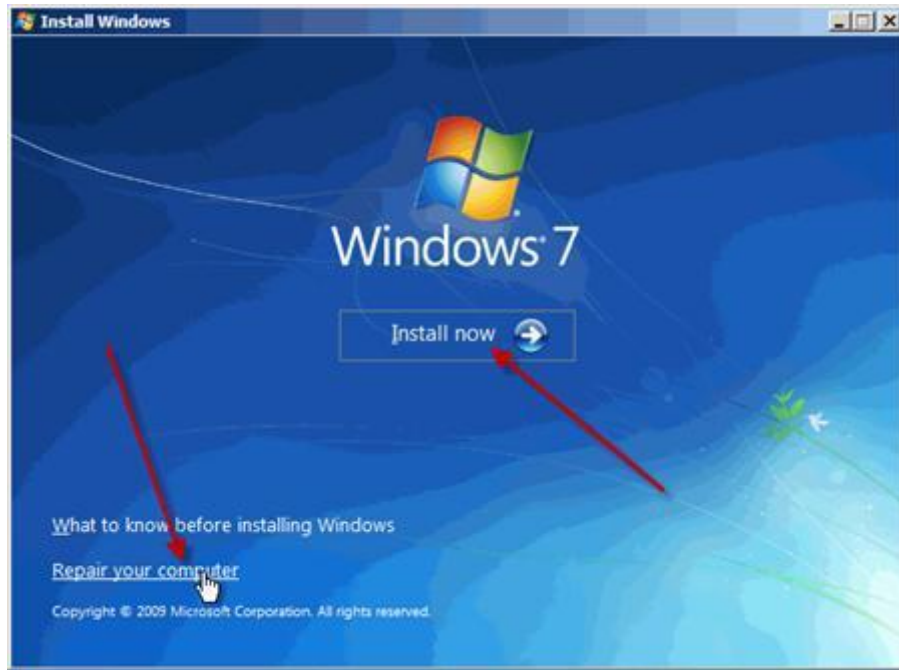 Install Windows
Windows 7
Install now
What to know before installing Windows
Repair your computer
Copyright © 2009 Microsoft Corporation. All rights reserved.